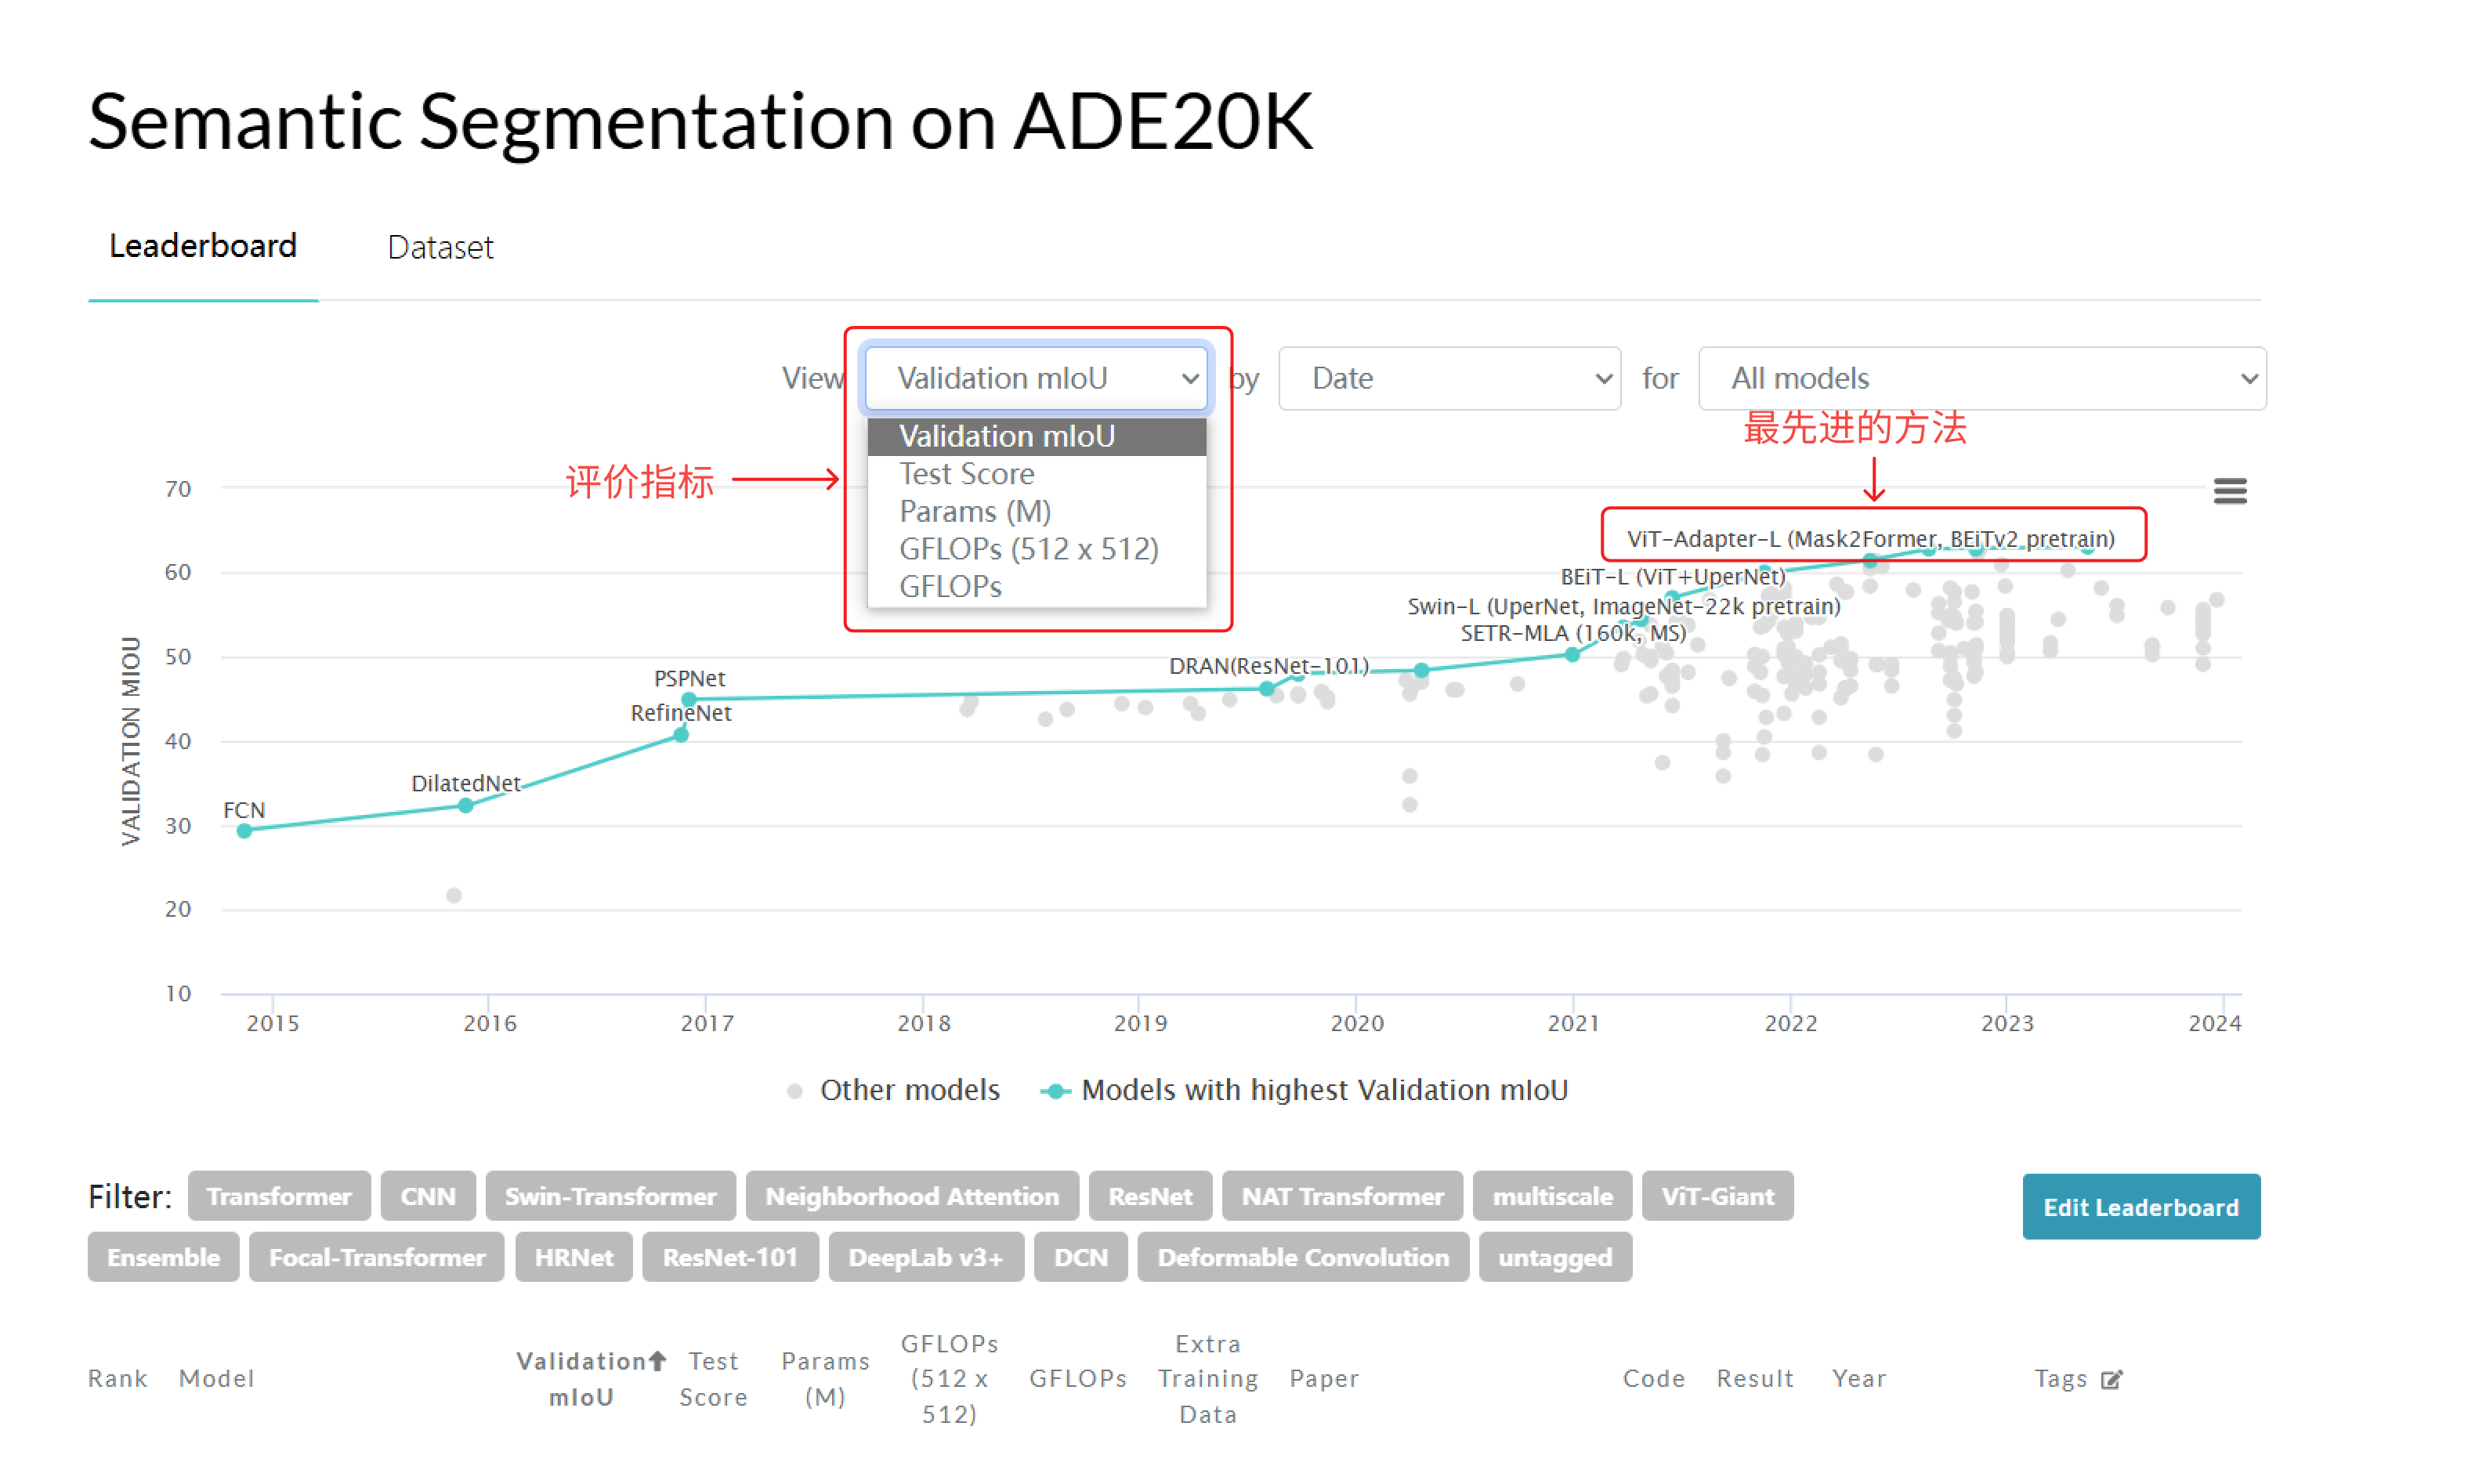 Semantic Segmentation on ADE20K
Leaderboard Dataset
View Validation mIoU by Date for All models
Validation mIoU
Test Score
Params (M)
GFLOPs (512 x 512)
GFLOPs
评价指标
最先进的方法
ViT-Adapter-L (Mask2Former, BEiTv2 pretrain)
BEiT-L (ViT+UperNet)
Swin-L (UperNet, ImageNet-22k pretrain)
SETR-MLA (160k, MS)
DRAN(ResNet-101)
PSPNet
RefineNet
DilatedNet
FCN
VALIDATION MIOU
70
60
50
40
30
20
10
2015 2016 2017 2018 2019 2020 2021 2022 2023 2024
Other models Models with highest Validation mIoU
Filter: Transformer CNN Swin-Transformer Neighborhood Attention ResNet NAT Transformer multiscale ViT-Giant
Ensemble Focal-Transformer HRNet ResNet-101 DeepLab v3+ DCN Deformable Convolution untagged
Edit Leaderboard
Rank Model
Validation
mIoU
Test
Score
Params
(M)
GFLOPs
(512 x
512)
GFLOPs
Extra
Training
Data
Paper Code Result Year Tags